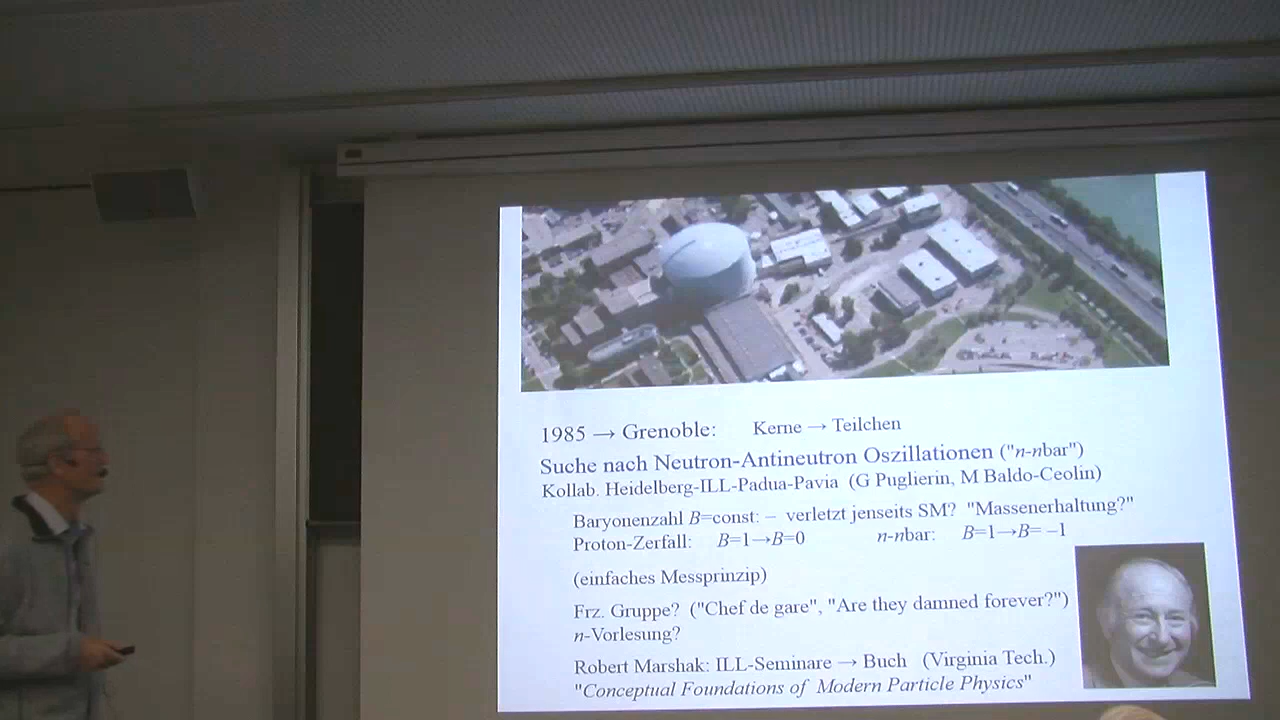 1985 → Grenoble: Kerne → Teilchen
Suche nach Neutron-Antineutron Oszillationen ("n-nbar")
Kollab. Heidelberg-ILL-Padua-Pavia (G Puglierin, M Baldo-Ceolin)
Baryonenzahl B=const: – verletzt jenseits SM? "Massenerhaltung?"
Proton-Zerfall: B=1→B=0 n-nbar: B=1→B= –1
(einfaches Messprinzip)
Frz. Gruppe? ("Chef de gare", "Are they damned forever?")
n-Vorlesung?
Robert Marshak: ILL-Seminare → Buch (Virginia Tech.)
"Conceptual Foundations of Modern Particle Physics"